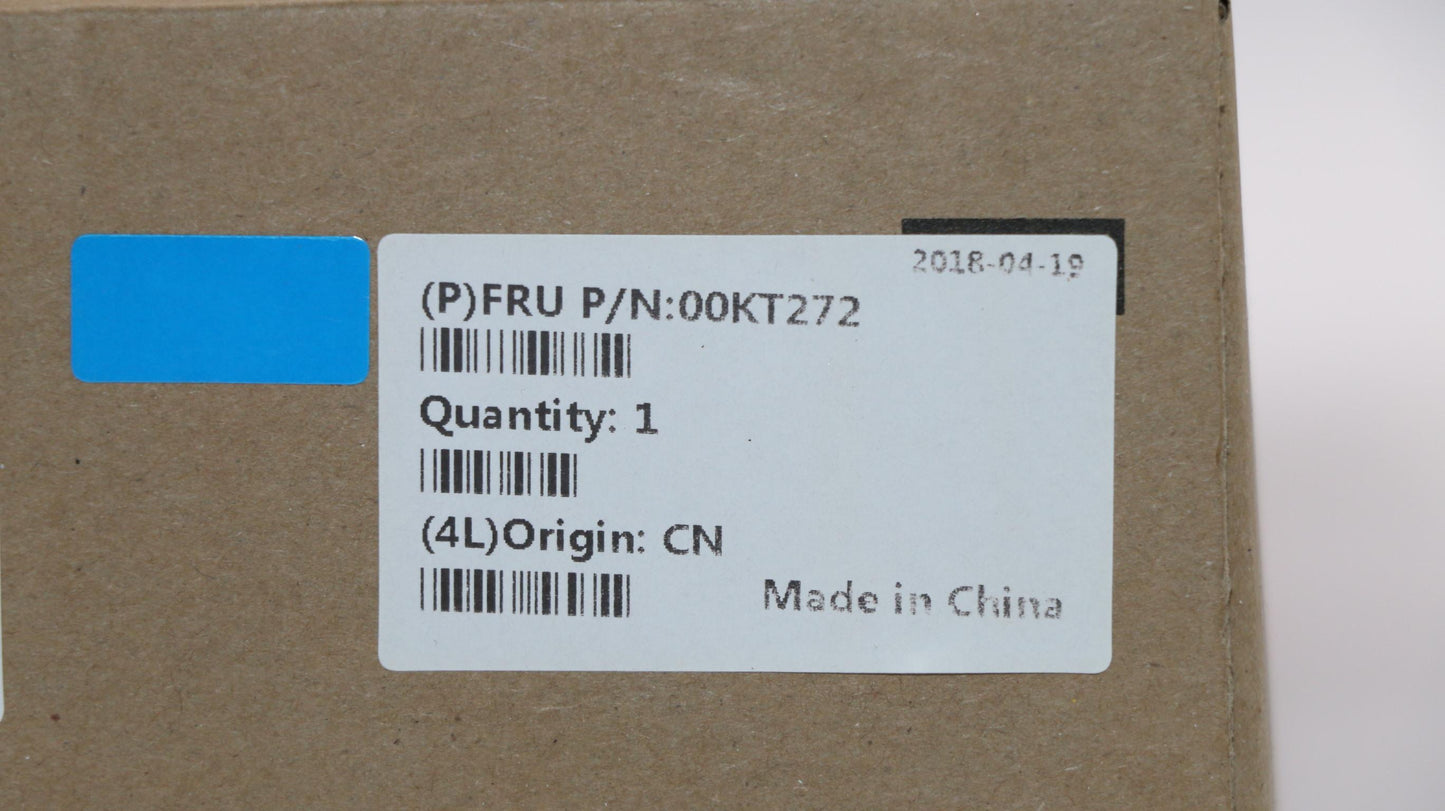 2018-04-19
(P)FRU P/N:00KT272
Quantity: 1
(4L)Origin: CN
Made in China